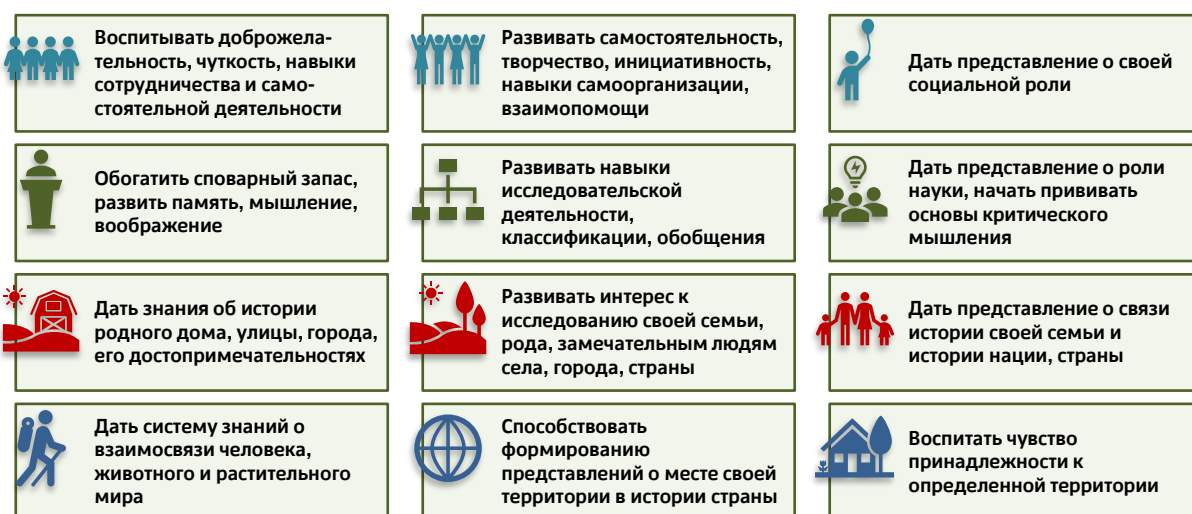 Воспитывать доброжела-
тельность, чуткость, навыки
сотрудничества и само-
стоятельной деятельности
Развивать самостоятельность,
творчество, инициативность,
навыки самоорганизации,
взаимопомощи
Дать представление о своей
социальной роли
Обогатить споварный запас,
развить память, мышление,
воображение
Развивать навыки
исследовательской
деятельности,
классификации, обобщения
Дать представление о роли
науки, начать прививать
основы критического
мышления
Дать знания об истории
родного дома, улицы, города,
его достопримечательностях
Развивать интерес к
исследованию своей семьи,
рода, замечательным людям
села, города, страны
Дать представление о связи
истории своей семьи и
истории нации, страны
Дать систему знаний о
взаимосвязи человека,
животного и растительного
мира
Способствовать
формированию
представлений о месте своей
территории в истории страны
Воспитать чувство
принадлежности к
определенной территории